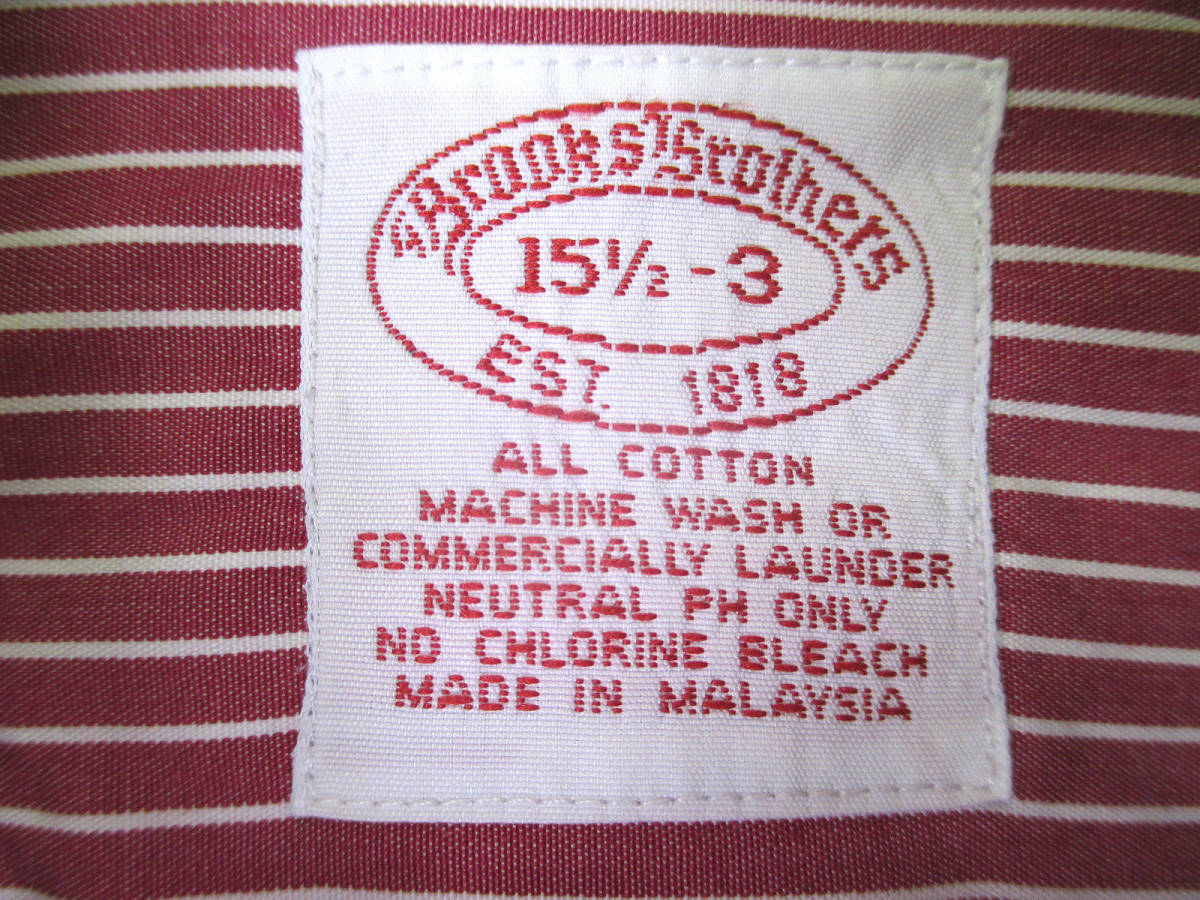 Brooks Brothers
15½-3
EST. 1818
ALL COTTON
MACHINE WASH OR
COMMERCIALLY LAUNDER
NEUTRAL PH ONLY
NO CHLORINE BLEACH
MADE IN MALAYSIA